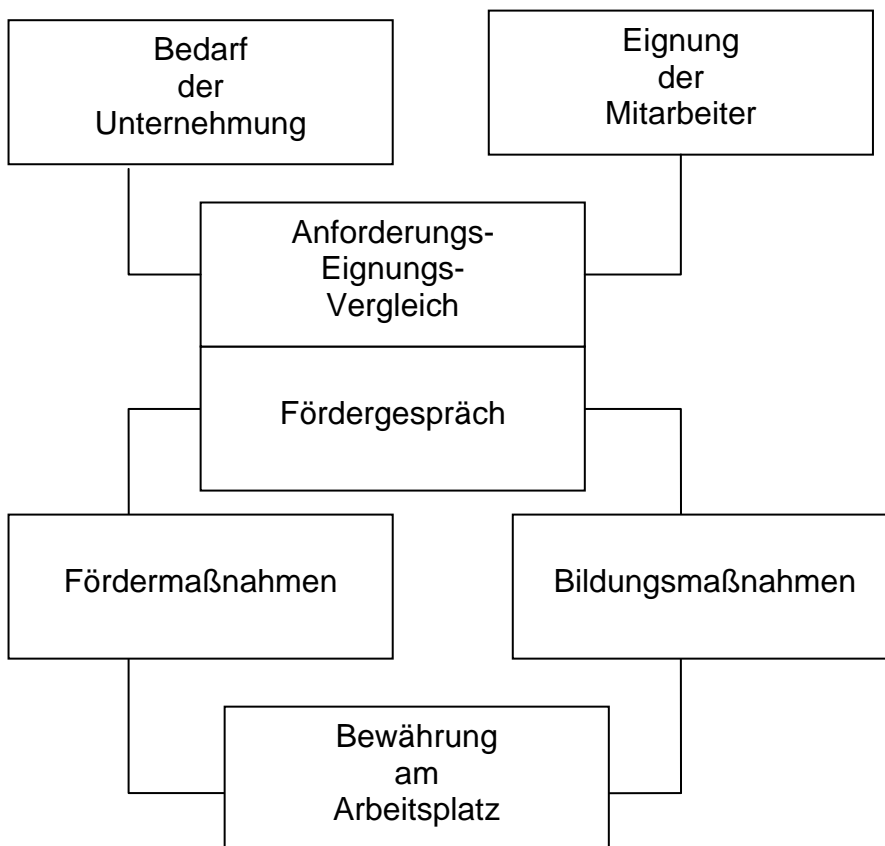 Bedarf
der
Unternehmung
Eignung
der
Mitarbeiter
Anforderungs-
Eignungs-
Vergleich
Fördergespräch
Fördermaßnahmen
Bildungsmaßnahmen
Bewährung
am
Arbeitsplatz